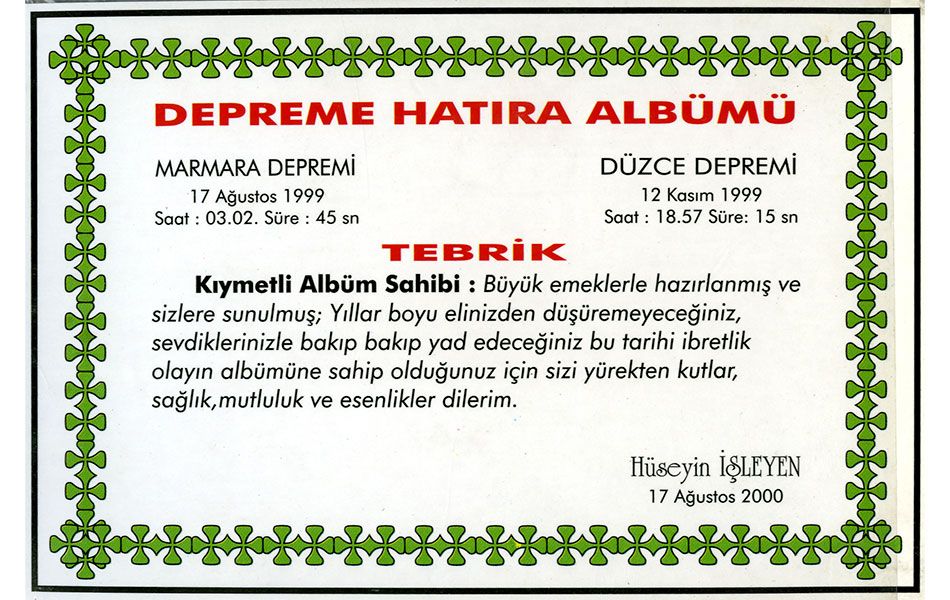 DEPREME HATIRA ALBÜMÜ
MARMARA DEPREMİ
17 Ağustos 1999
Saat : 03.02. Süre : 45 sn
DÜZCE DEPREMİ
12 Kasım 1999
Saat : 18.57 Süre: 15 sn
TEBRİK
Kıymetli Albüm Sahibi : Büyük emeklerle hazırlanmış ve
sizlere sunulmuş; Yıllar boyu elinizden düşüremeyeceğiniz,
sevdiklerinizle bakıp bakıp yad edeceğiniz bu tarihi ibretlik
olayın albümüne sahip olduğunuz için sizi yürekten kutlar,
sağlık,mutluluk ve esenlikler dilerim.
Hüseyin İŞLEYEN
17 Ağustos 2000